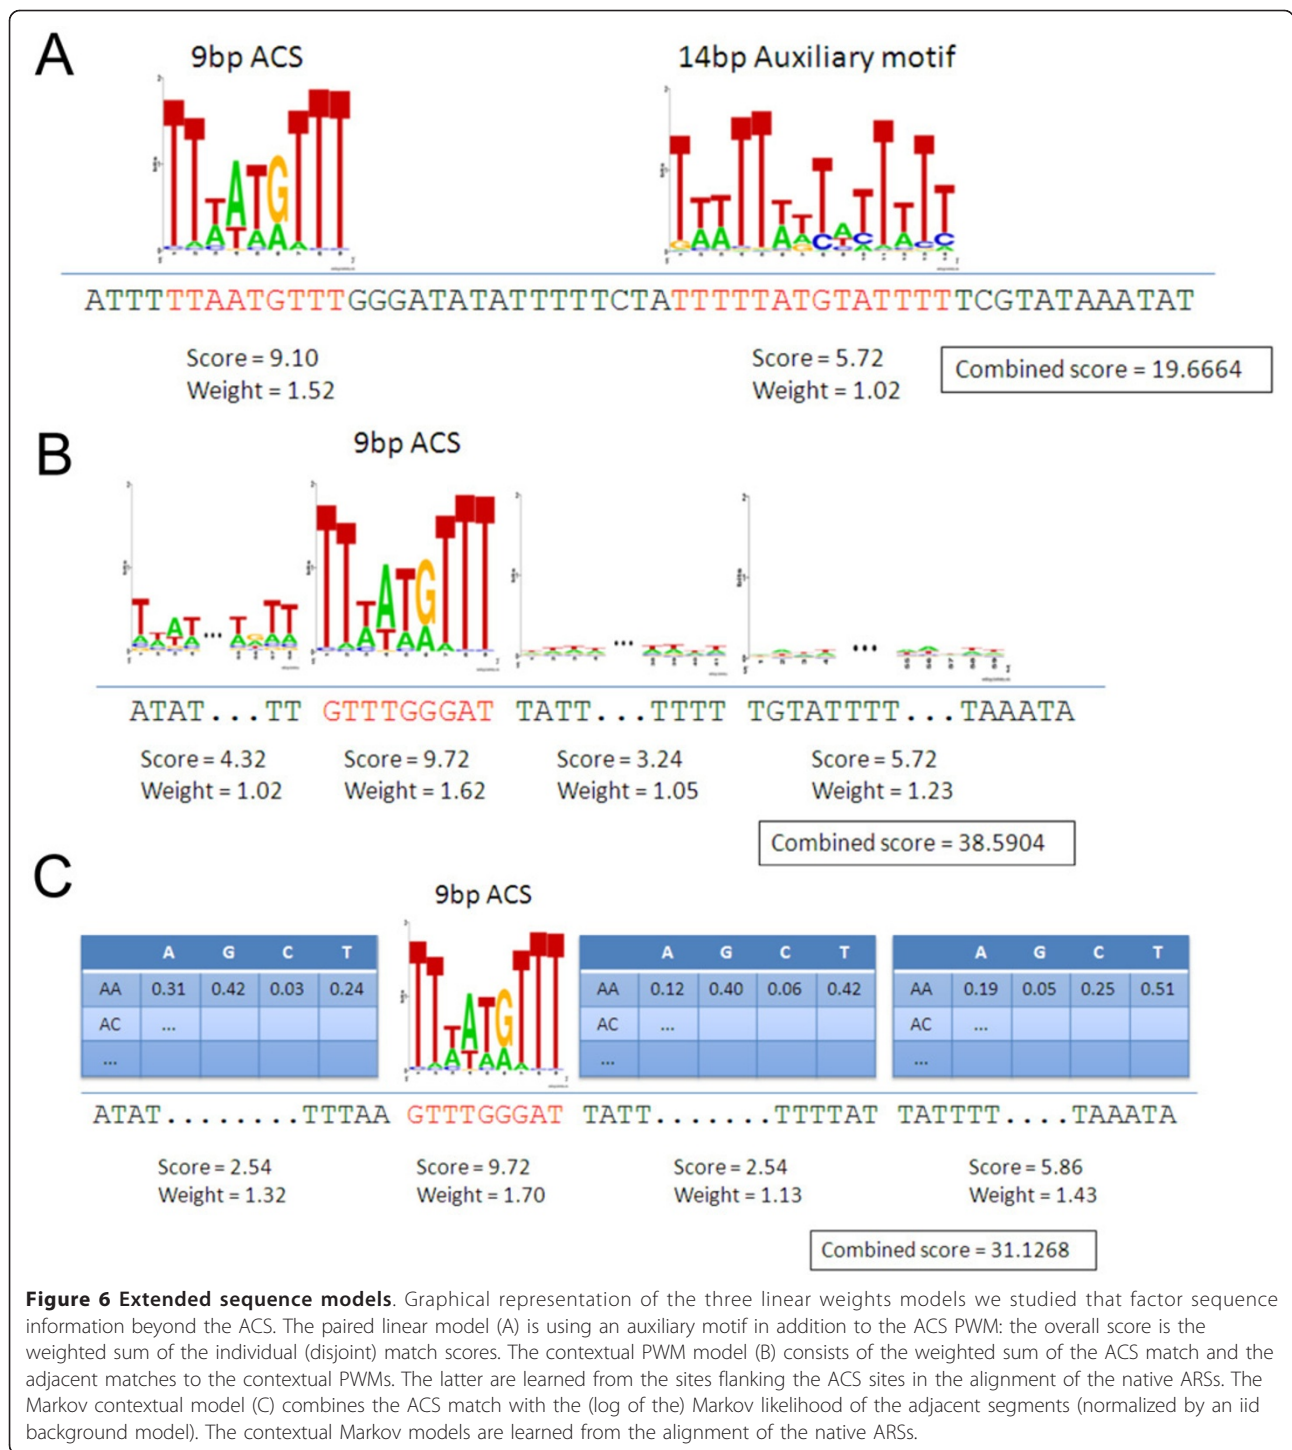 A
9bp ACS
14bp Auxiliary motif
ATTTTTAATGTTTGGGATATATTTTTCTATTTTTATGTATTTTTCGTATAAATAT
Score = 9.10
Weight = 1.52
Score = 5.72
Weight = 1.02
Combined score = 19.6664
B
9bp ACS
ATAT...TT GTTTGGGAT TATT...TTTT TGTATTTT...TAAATA
Score = 4.32
Weight = 1.02
Score = 9.72
Weight = 1.62
Score = 3.24
Weight = 1.05
Score = 5.72
Weight = 1.23
Combined score = 38.5904
C
9bp ACS
A G C T
AA 0.31 0.42 0.03 0.24
AC ...
...
A G C T
AA 0.12 0.40 0.06 0.42
AC ...
...
A G C T
AA 0.19 0.05 0.25 0.51
AC ...
...
ATAT........TTTAA GTTTGGGAT TATT.......TTTTAT TATTTT....TAAATA
Score = 2.54
Weight = 1.32
Score = 9.72
Weight = 1.70
Score = 2.54
Weight = 1.13
Score = 5.86
Weight = 1.43
Combined score = 31.1268
Figure 6 Extended sequence models. Graphical representation of the three linear weights models we studied that factor sequence
information beyond the ACS. The paired linear model (A) is using an auxiliary motif in addition to the ACS PWM: the overall score is the
weighted sum of the individual (disjoint) match scores. The contextual PWM model (B) consists of the weighted sum of the ACS match and the
adjacent matches to the contextual PWMs. The latter are learned from the sites flanking the ACS sites in the alignment of the native ARSs. The
Markov contextual model (C) combines the ACS match with the (log of the) Markov likelihood of the adjacent segments (normalized by an iid
background model). The contextual Markov models are learned from the alignment of the native ARSs.